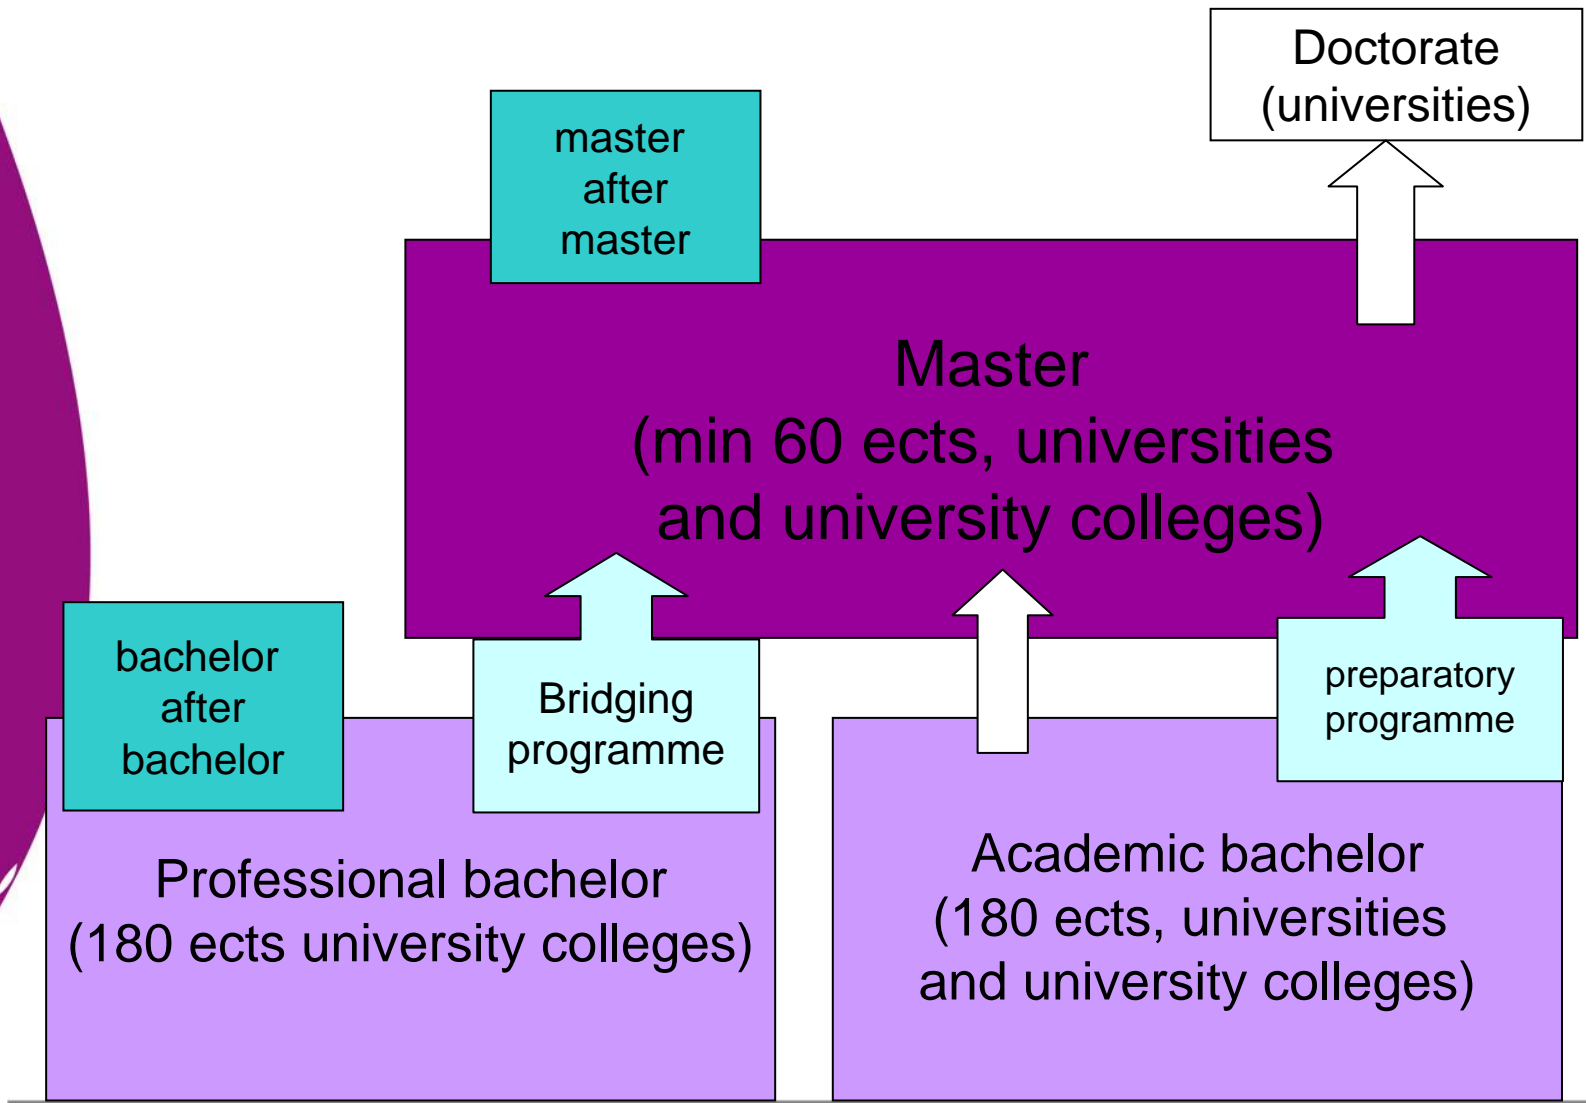 Doctorate
(universities)
master
after
master
Master
(min 60 ects, universities
and university colleges)
bachelor
after
bachelor
Bridging
programme
preparatory
programme
Professional bachelor
(180 ects university colleges)
Academic bachelor
(180 ects, universities
and university colleges)